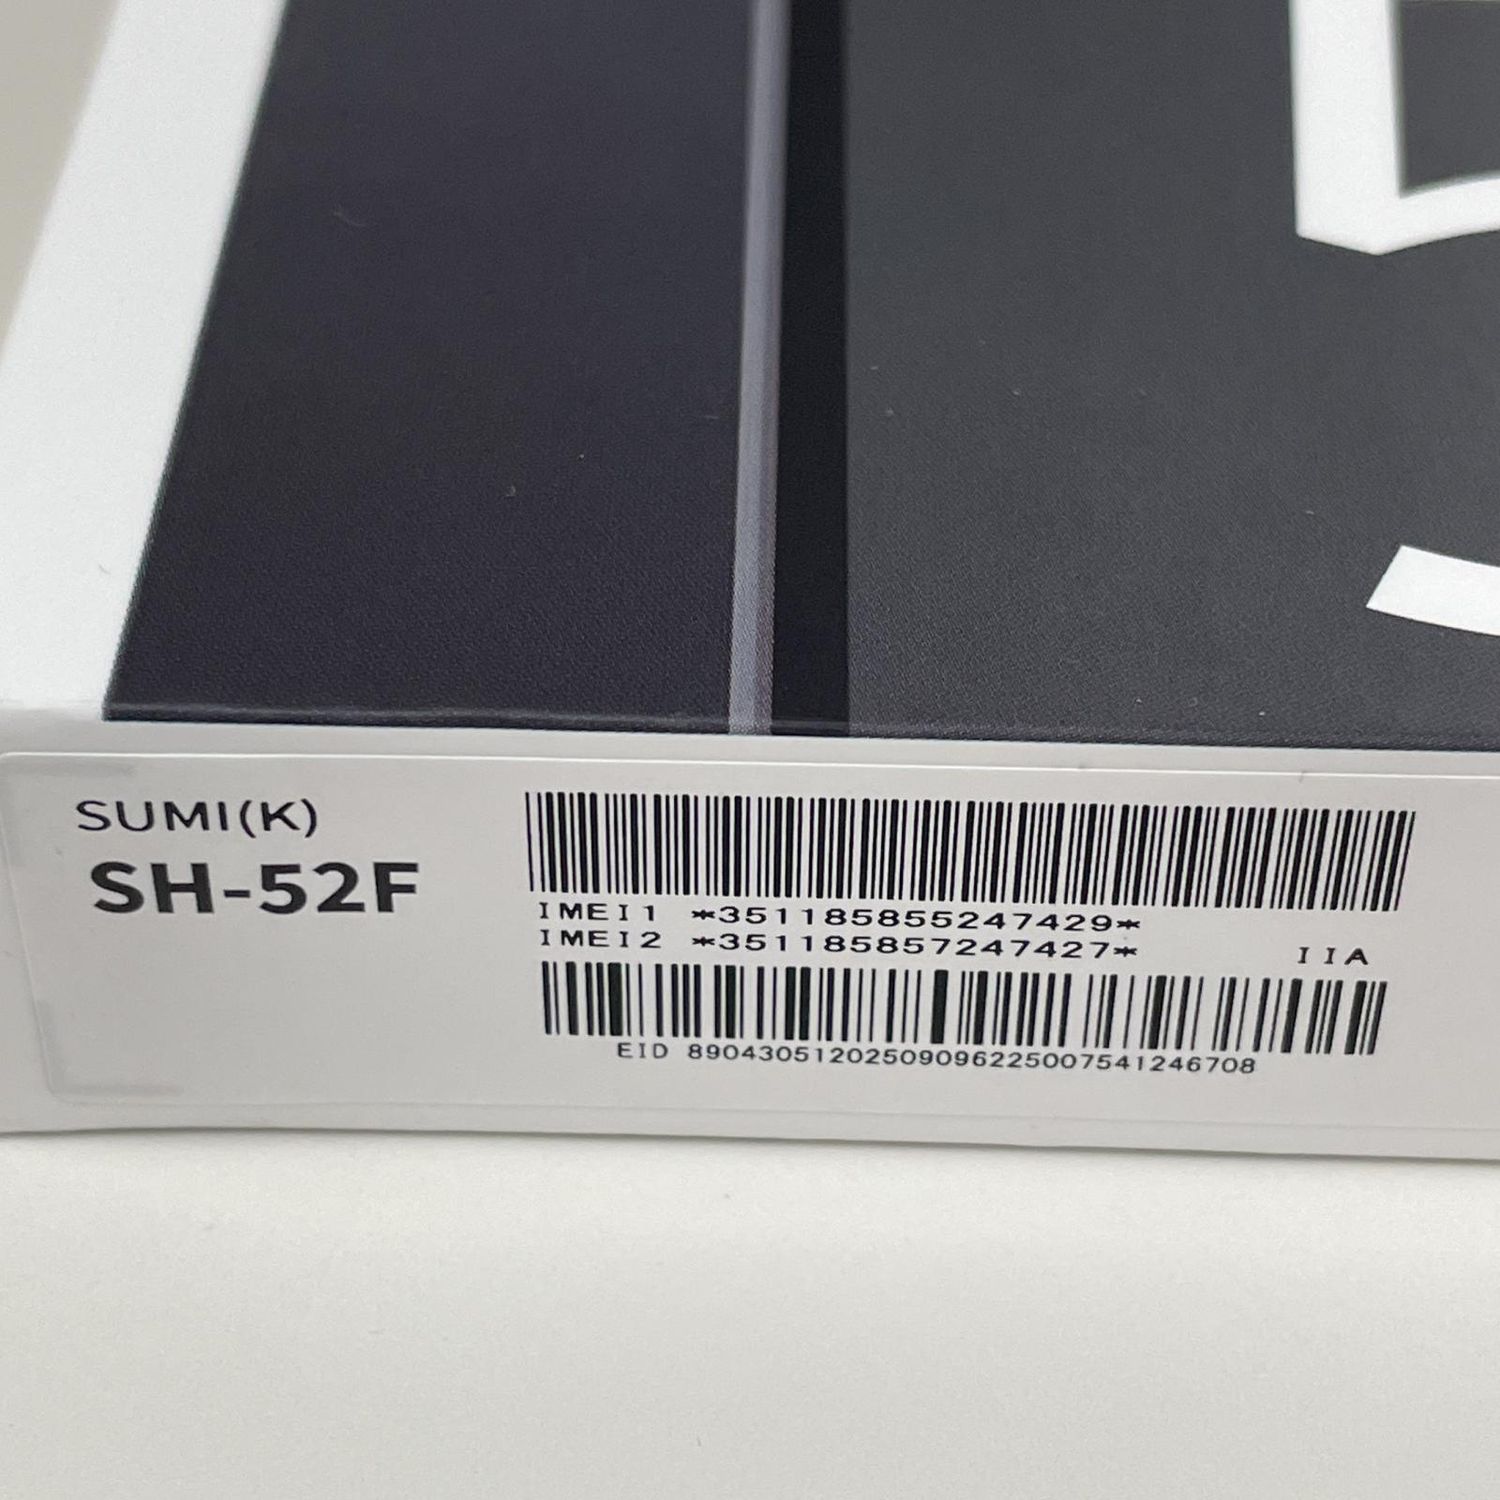 SUMI(K)
SH-52F
IMEI1 *351185855247429*
IMEI2 *351185857247427* IIA
EID 89043051202509096225007541246708